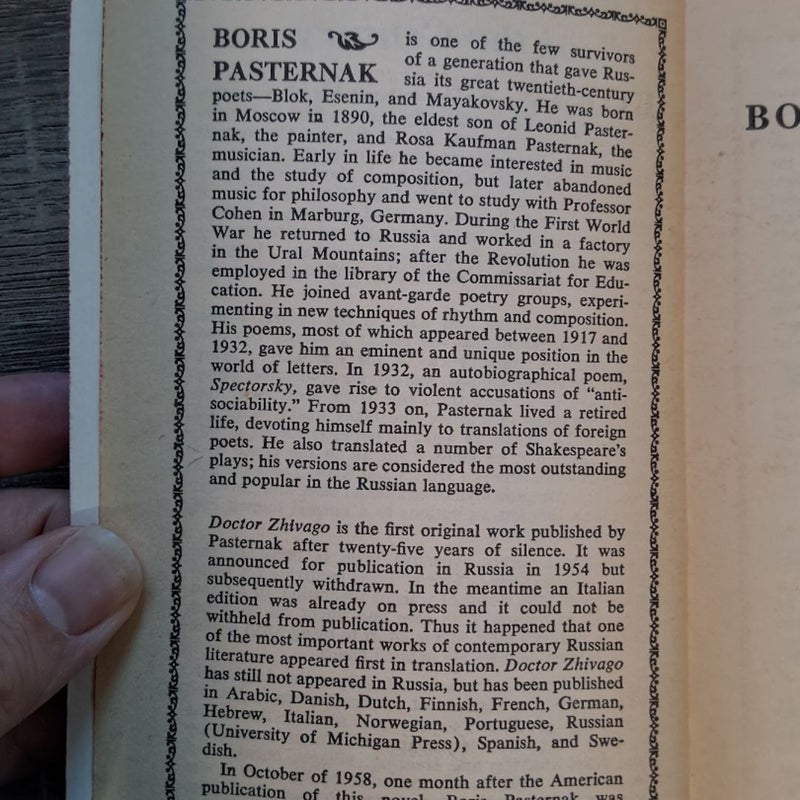 BORIS
PASTERNAK
is one of the few survivors
of a generation that gave Rus-
sia its great twentieth-century
poets—Blok, Esenin, and Mayakovsky. He was born
in Moscow in 1890, the eldest son of Leonid Paster-
nak, the painter, and Rosa Kaufman Pasternak, the
musician. Early in life he became interested in music
and the study of composition, but later abandoned
music for philosophy and went to study with Professor
Cohen in Marburg, Germany. During the First World
War he returned to Russia and worked in a factory
in the Ural Mountains; after the Revolution he was
employed in the library of the Commissariat for Edu-
cation. He joined avant-garde poetry groups, experi-
menting in new techniques of rhythm and composition.
His poems, most of which appeared between 1917 and
1932, gave him an eminent and unique position in the
world of letters. In 1932, an autobiographical poem,
Spectorsky, gave rise to violent accusations of “anti-
sociability.” From 1933 on, Pasternak lived a retired
life, devoting himself mainly to translations of foreign
poets. He also translated a number of Shakespeare’s
plays; his versions are considered the most outstanding
and popular in the Russian language.
Doctor Zhivago is the first original work published by
Pasternak after twenty-five years of silence. It was
announced for publication in Russia in 1954 but
subsequently withdrawn. In the meantime an Italian
edition was already on press and it could not be
withheld from publication. Thus it happened that one
of the most important works of contemporary Russian
literature appeared first in translation. Doctor Zhivago
has still not appeared in Russia, but has been published
in Arabic, Danish, Dutch, Finnish, French, German,
Hebrew, Italian, Norwegian, Portuguese, Russian
(University of Michigan Press), Spanish, and Swe-
dish.
In October of 1958, one month after the American
publication of this novel, Boris Pasternak was
BO